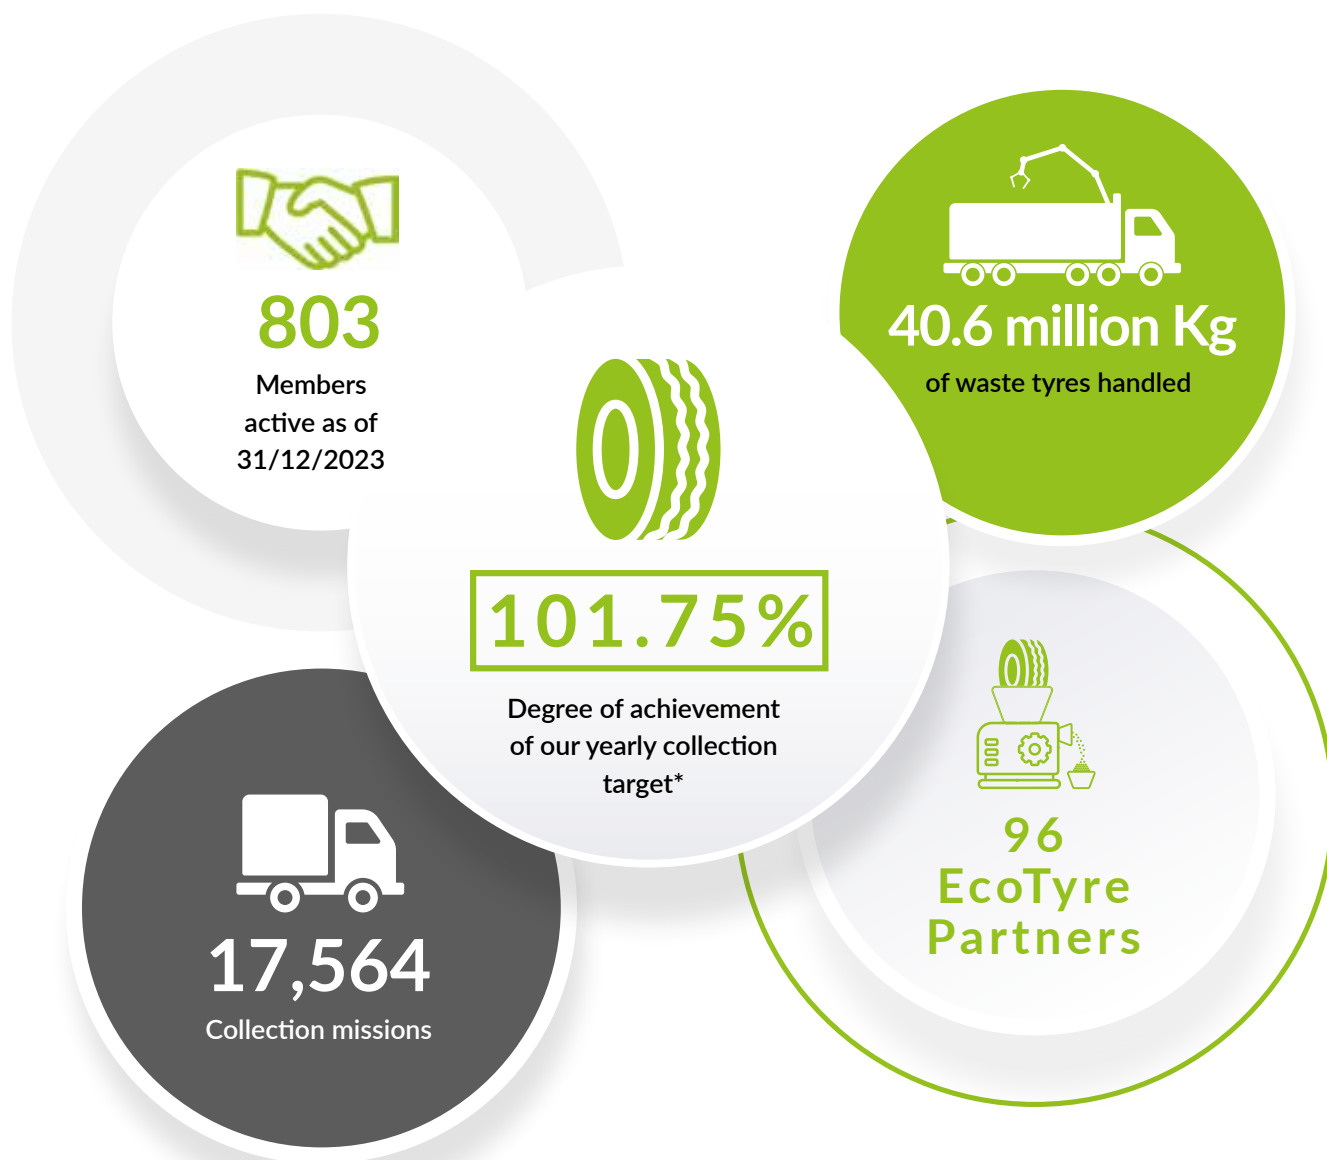 803
Members
active as of
31/12/2023
40.6 million Kg
of waste tyres handled
101.75%
Degree of achievement
of our yearly collection
target*
17,564
Collection missions
96
EcoTyre
Partners